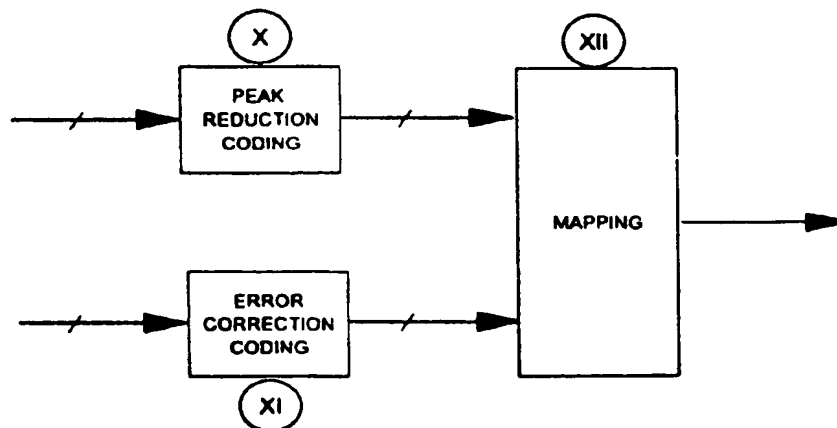 X
PEAK
REDUCTION
CODING
XII
MAPPING
ERROR
CORRECTION
CODING
XI